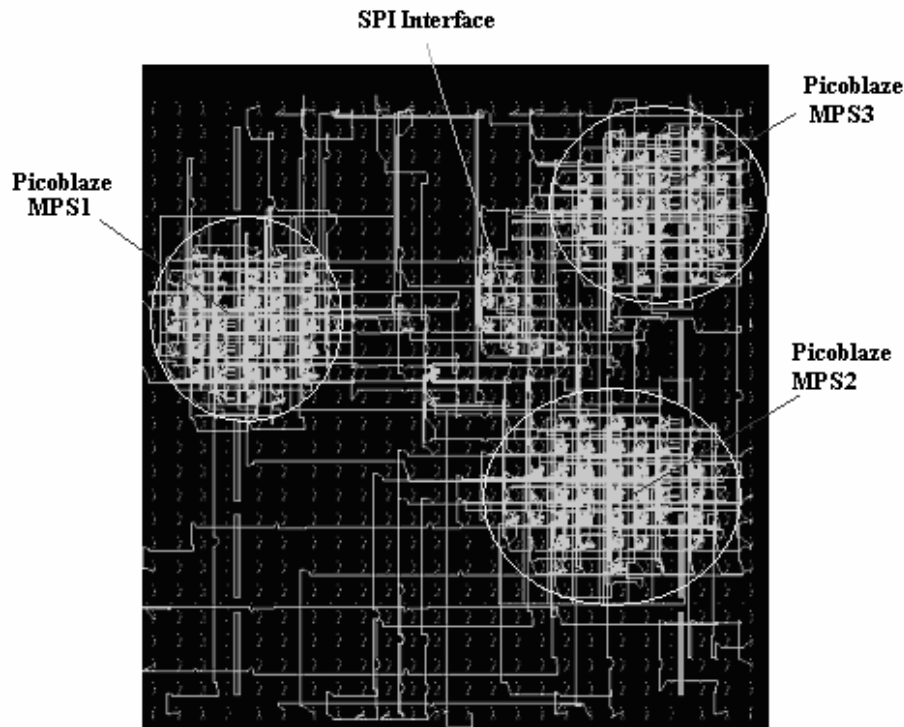 SPI Interface
Picoblaze
MPS3
Picoblaze
MPS1
Picoblaze
MPS2